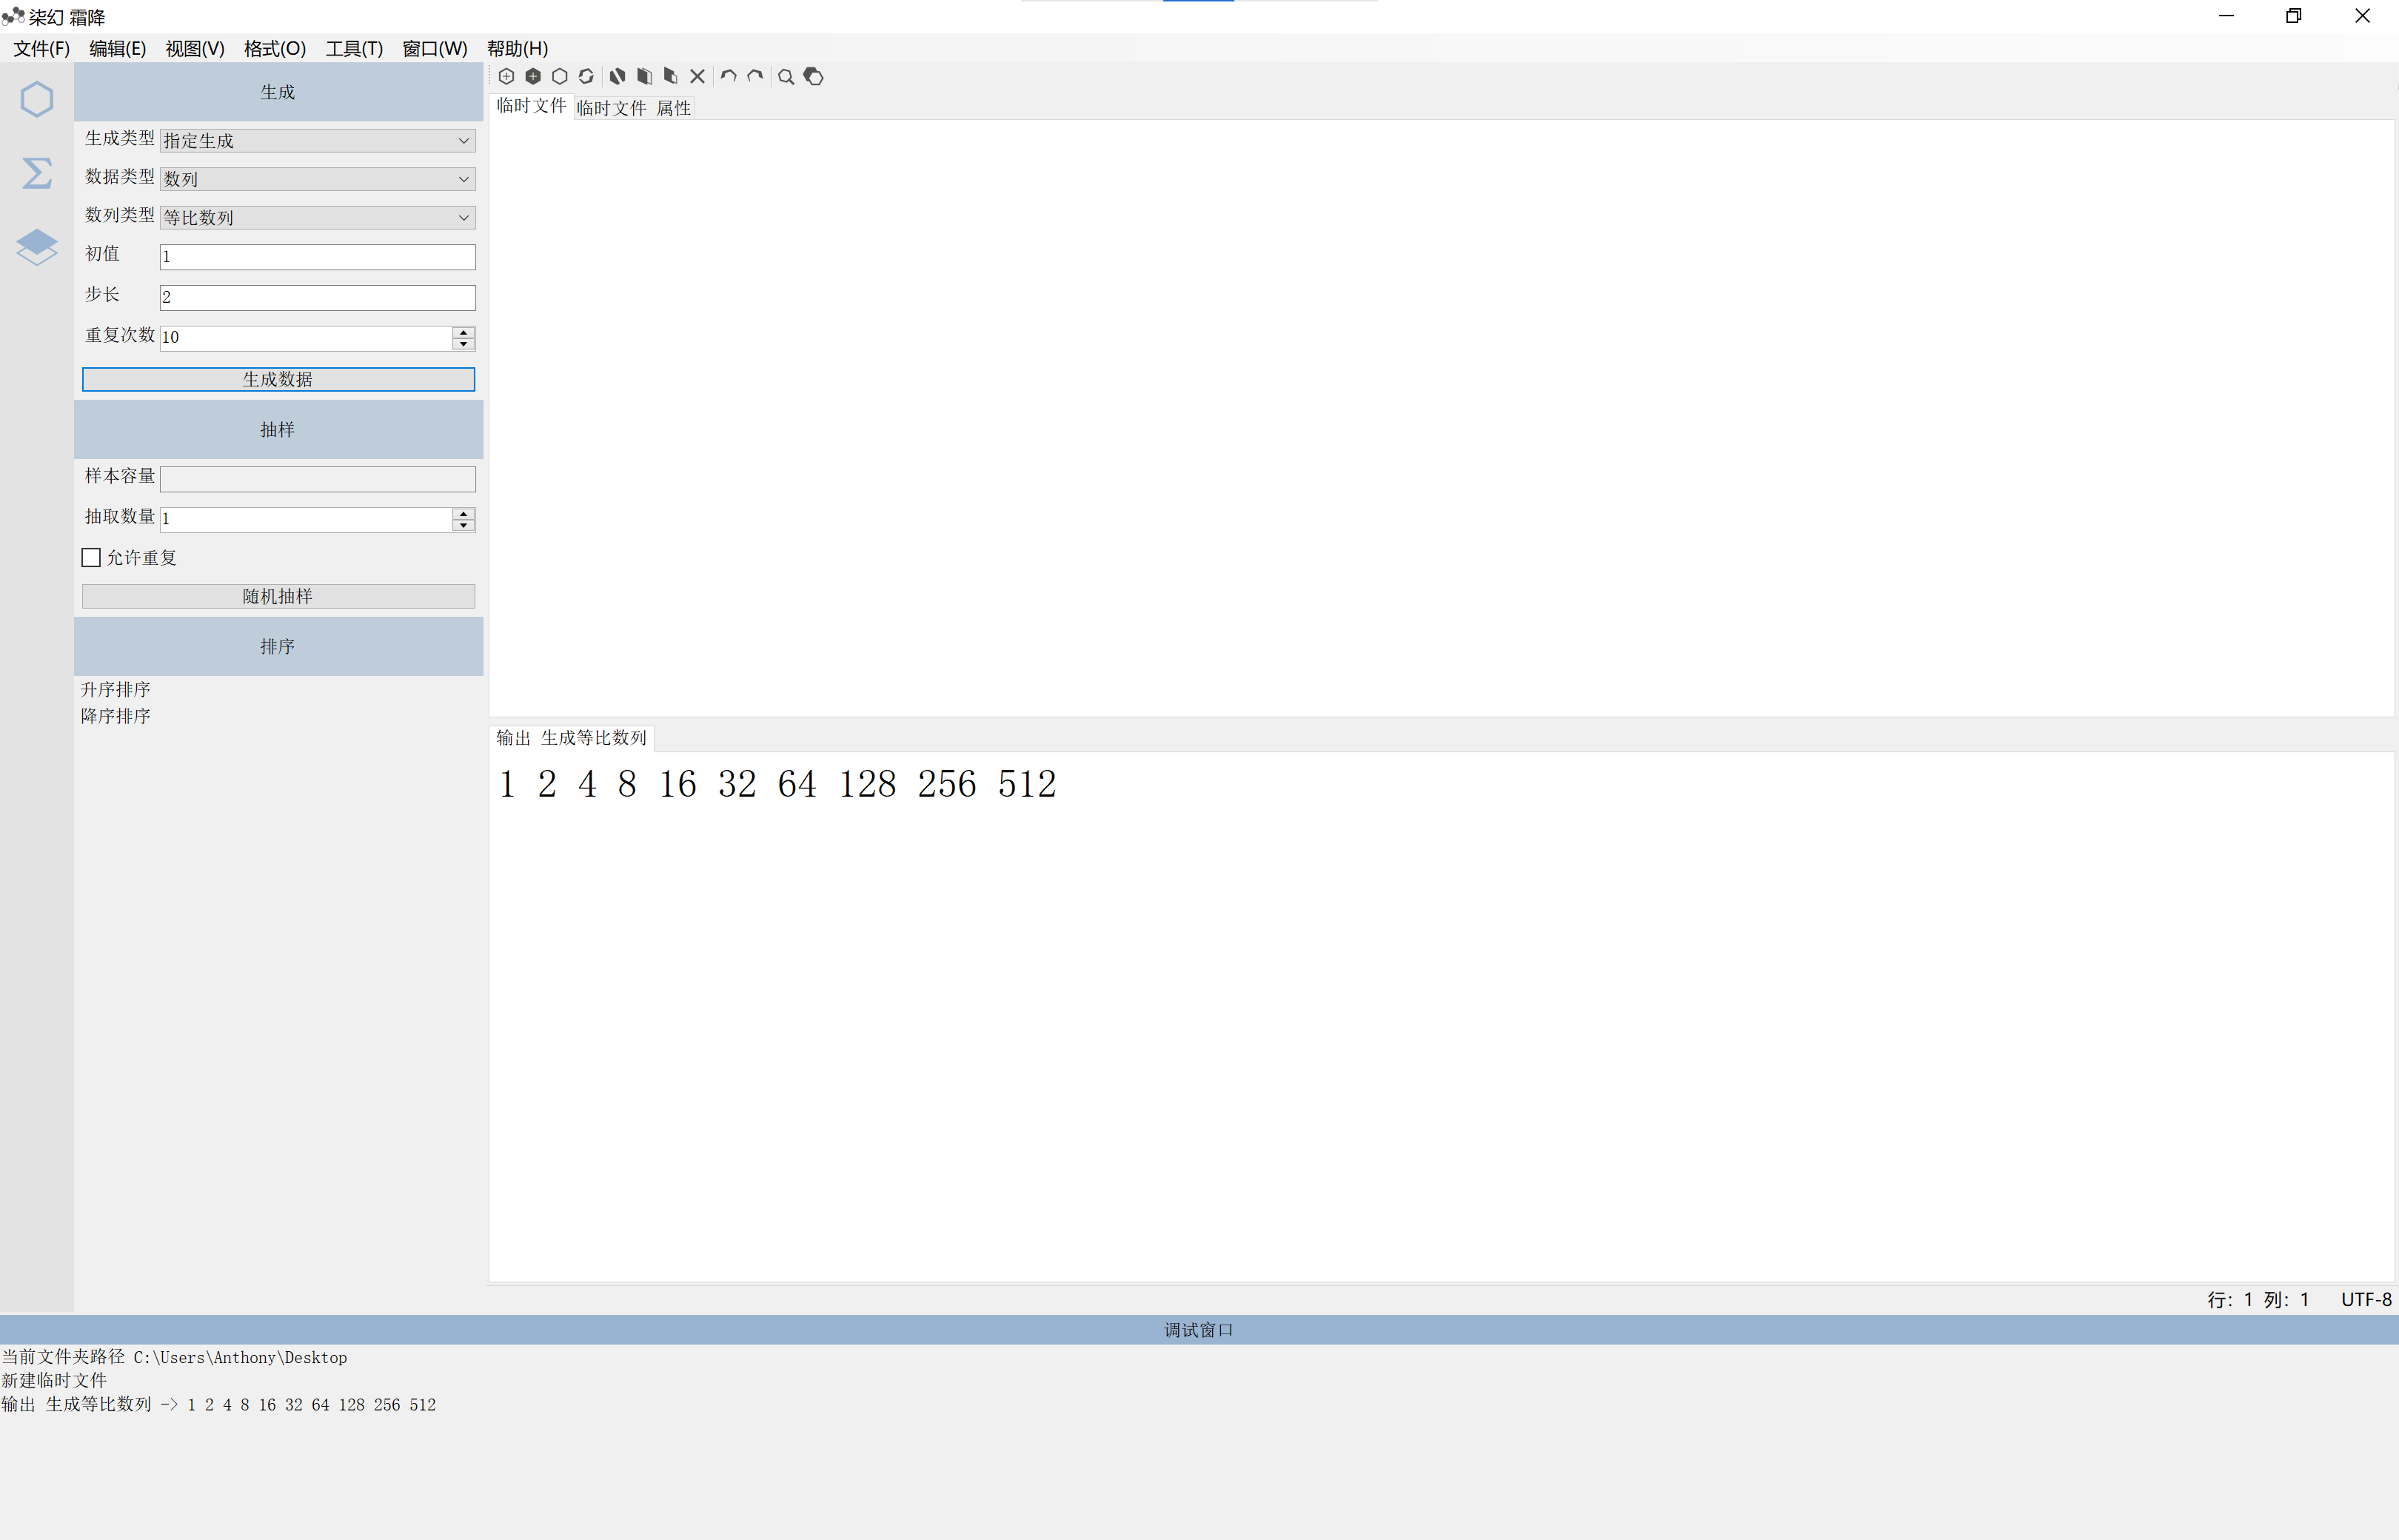 柒幻 霜降
文件(F) 编辑(E) 视图(V) 格式(O) 工具(T) 窗口(W) 帮助(H)
生成
生成类型 指定生成
数据类型 数列
数列类型 等比数列
初值 1
步长 2
重复次数 10
生成数据
抽样
样本容量
抽取数量 1
允许重复
随机抽样
排序
升序排序
降序排序
临时文件 临时文件 属性
输出 生成等比数列
1 2 4 8 16 32 64 128 256 512
行: 1 列: 1 UTF-8
调试窗口
当前文件夹路径 C:\Users\Anthony\Desktop
新建临时文件
输出 生成等比数列 -> 1 2 4 8 16 32 64 128 256 512